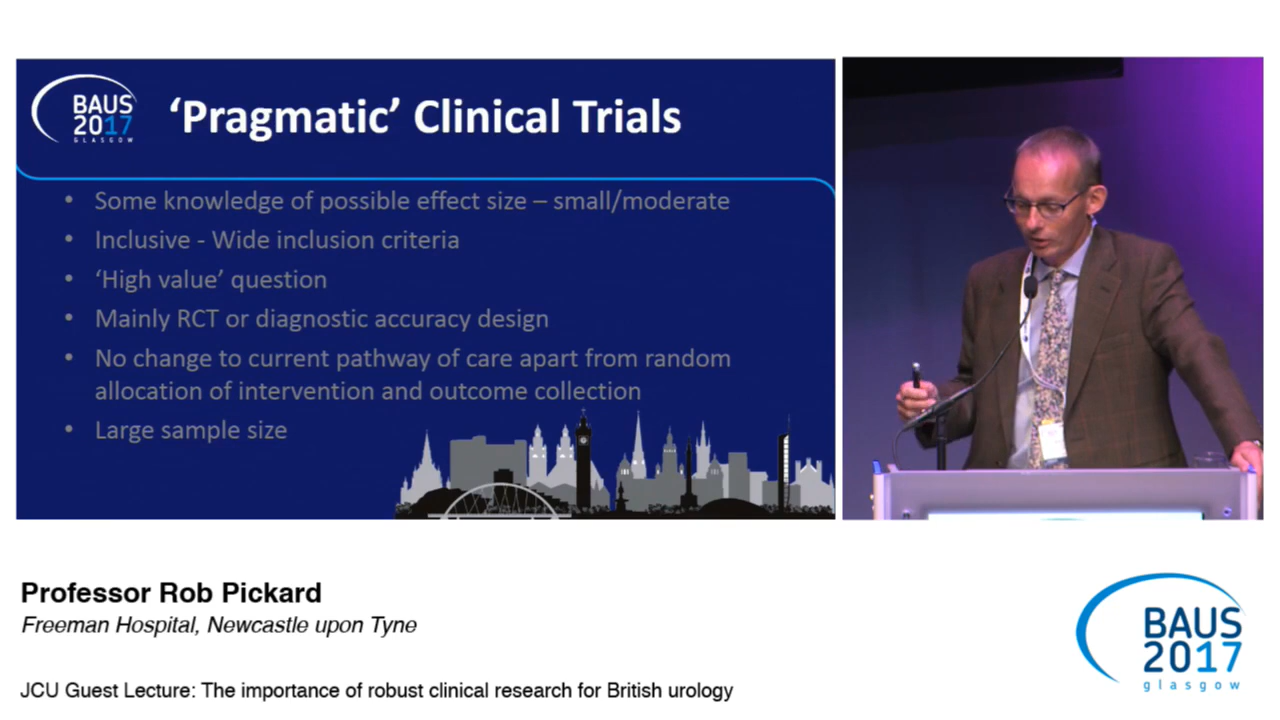 BAUS
2017
GLASGOW
‘Pragmatic’ Clinical Trials
• Some knowledge of possible effect size – small/moderate
• Inclusive - Wide inclusion criteria
• ‘High value’ question
• Mainly RCT or diagnostic accuracy design
• No change to current pathway of care apart from random
allocation of intervention and outcome collection
• Large sample size
Professor Rob Pickard
Freeman Hospital, Newcastle upon Tyne
JCU Guest Lecture: The importance of robust clinical research for British urology
BAUS
2017
glasgow